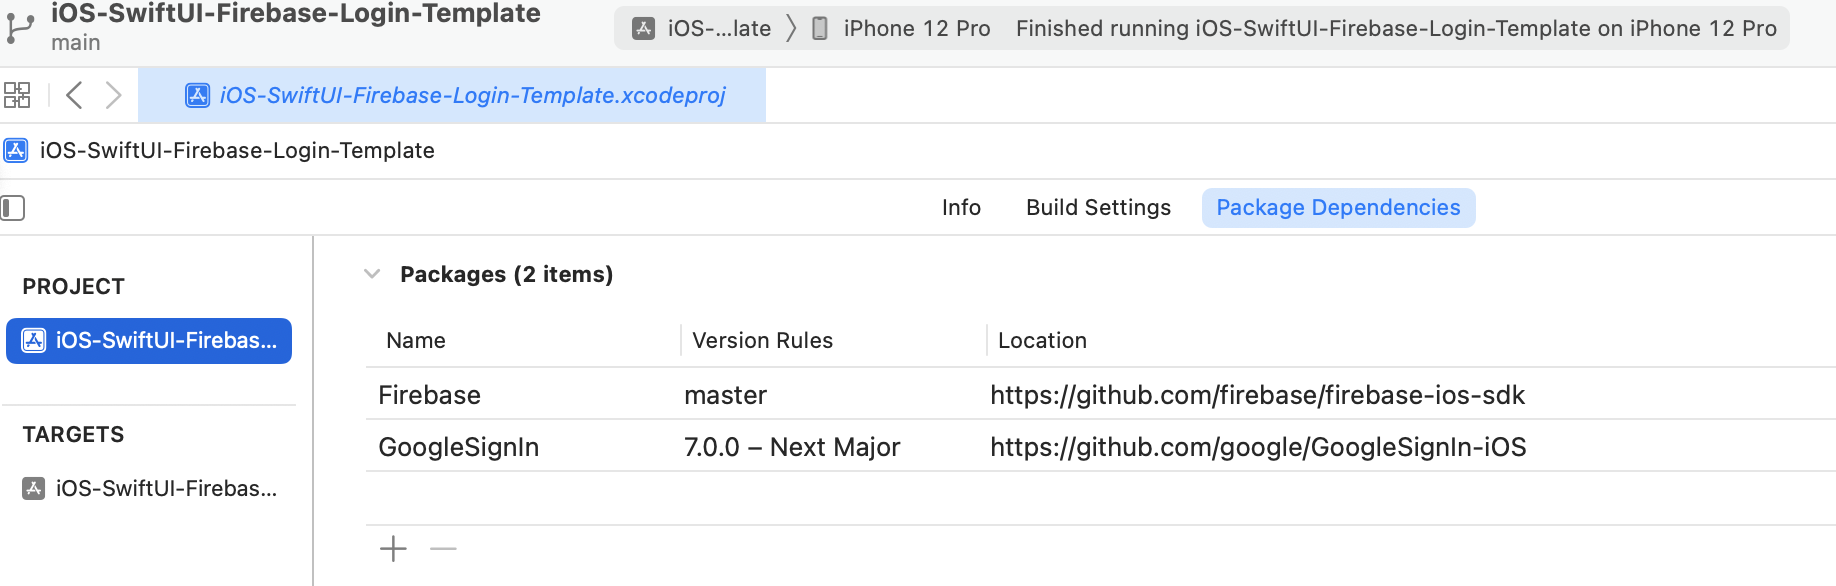 iOS-SwiftUI-Firebase-Login-Template
main
iOS-...late
iPhone 12 Pro
Finished running iOS-SwiftUI-Firebase-Login-Template on iPhone 12 Pro
iOS-SwiftUI-Firebase-Login-Template.xcodeproj
iOS-SwiftUI-Firebase-Login-Template
Info Build Settings Package Dependencies
PROJECT
iOS-SwiftUI-Firebas...
TARGETS
iOS-SwiftUI-Firebas...
Packages (2 items)
Name Version Rules Location
Firebase master https://github.com/firebase/firebase-ios-sdk
GoogleSignIn 7.0.0 – Next Major https://github.com/google/GoogleSignIn-iOS